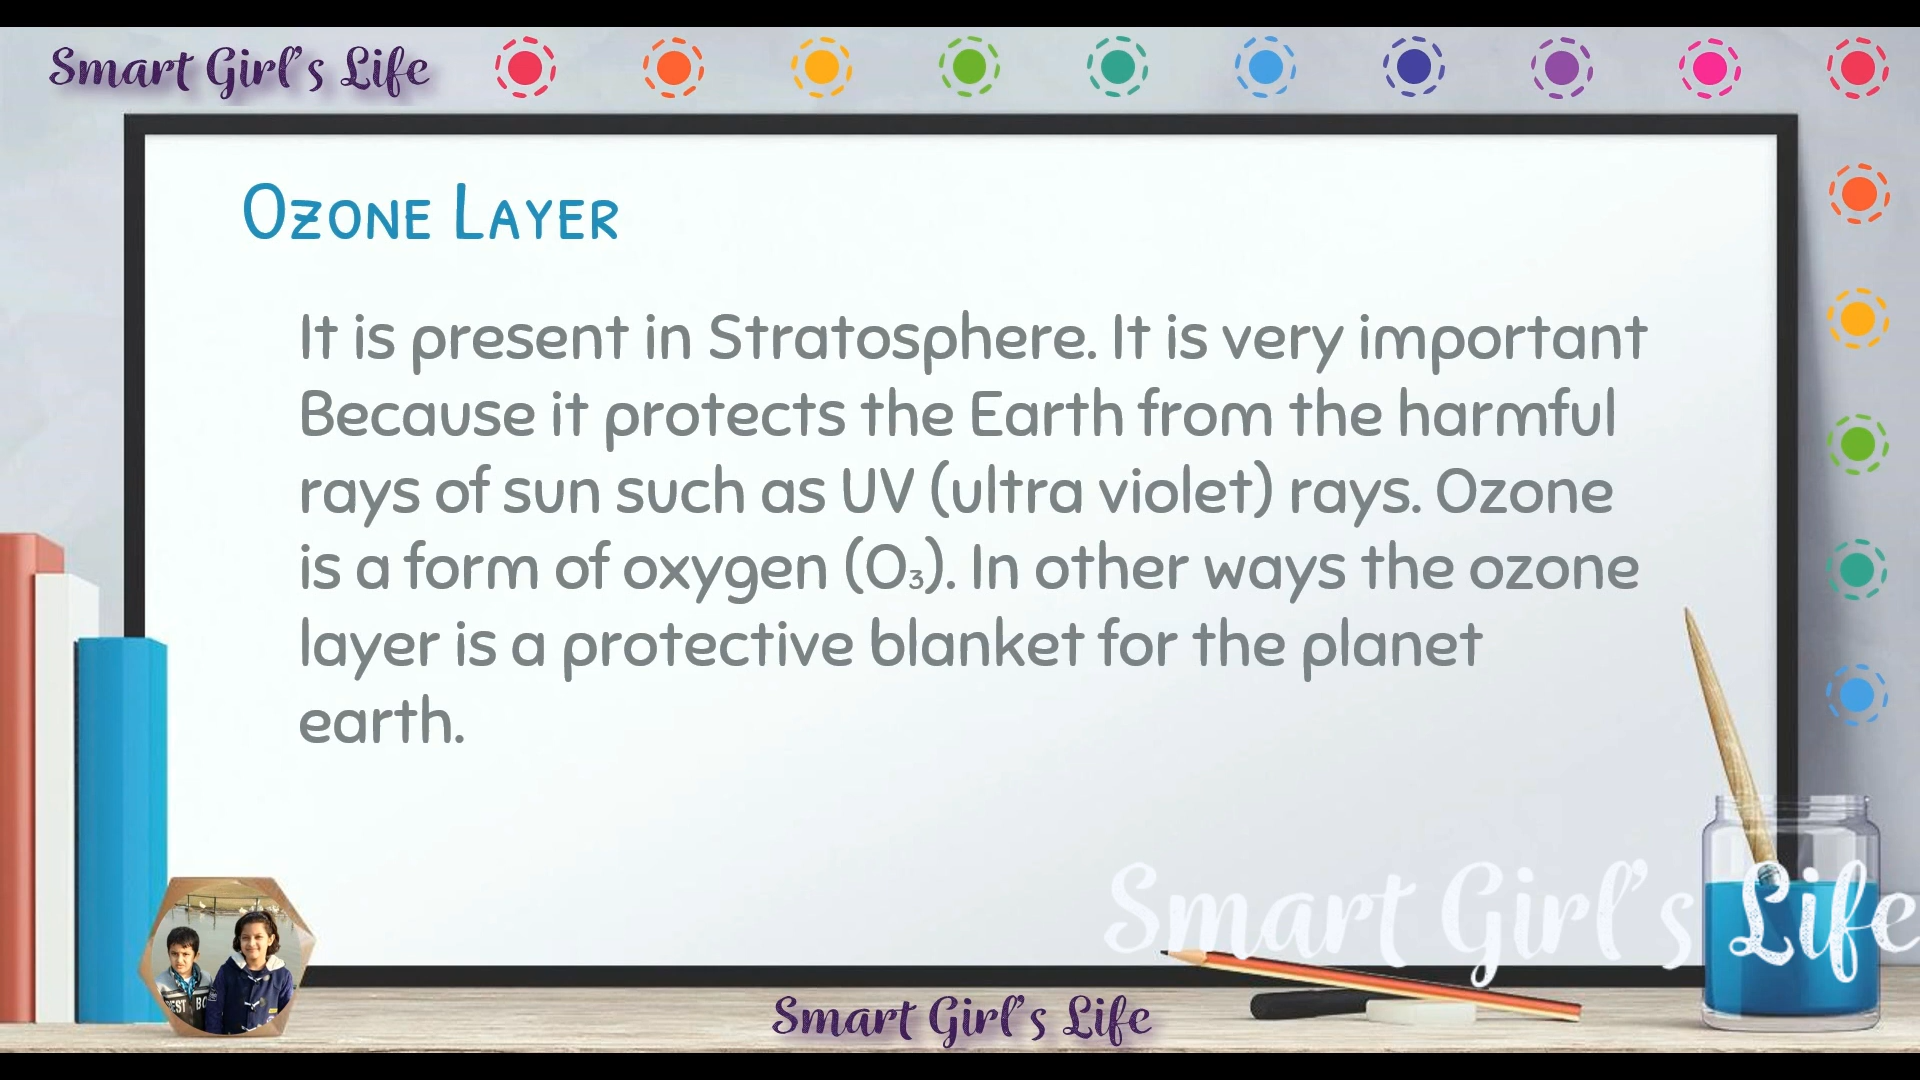 Smart Girl's Life
Ozone Layer
It is present in Stratosphere. It is very important
Because it protects the Earth from the harmful
rays of sun such as UV (ultra violet) rays. Ozone
is a form of oxygen (O₃). In other ways the ozone
layer is a protective blanket for the planet
earth.
Smart Girl's Life
Smart Girl's Life